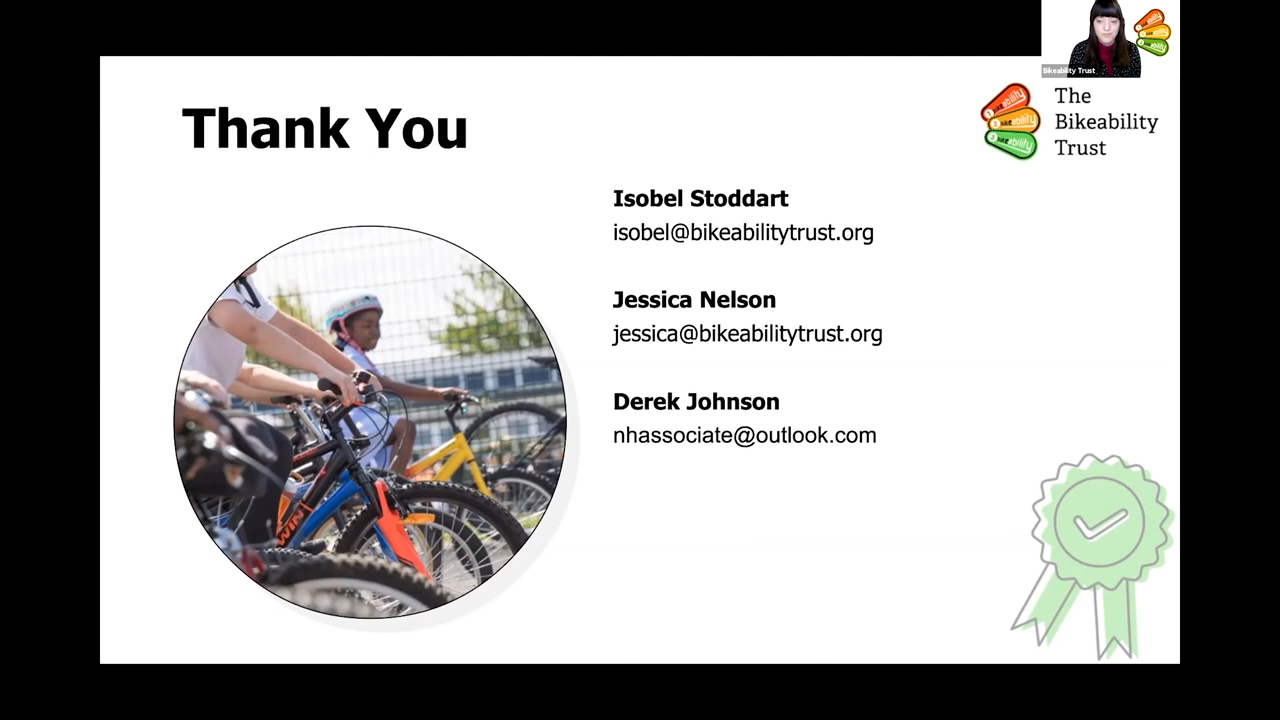 Bikeability Trust
Thank You
The
Bikeability
Trust
Isobel Stoddart
isobel@bikeabilitytrust.org
Jessica Nelson
jessica@bikeabilitytrust.org
Derek Johnson
nhassociate@outlook.com
WIN